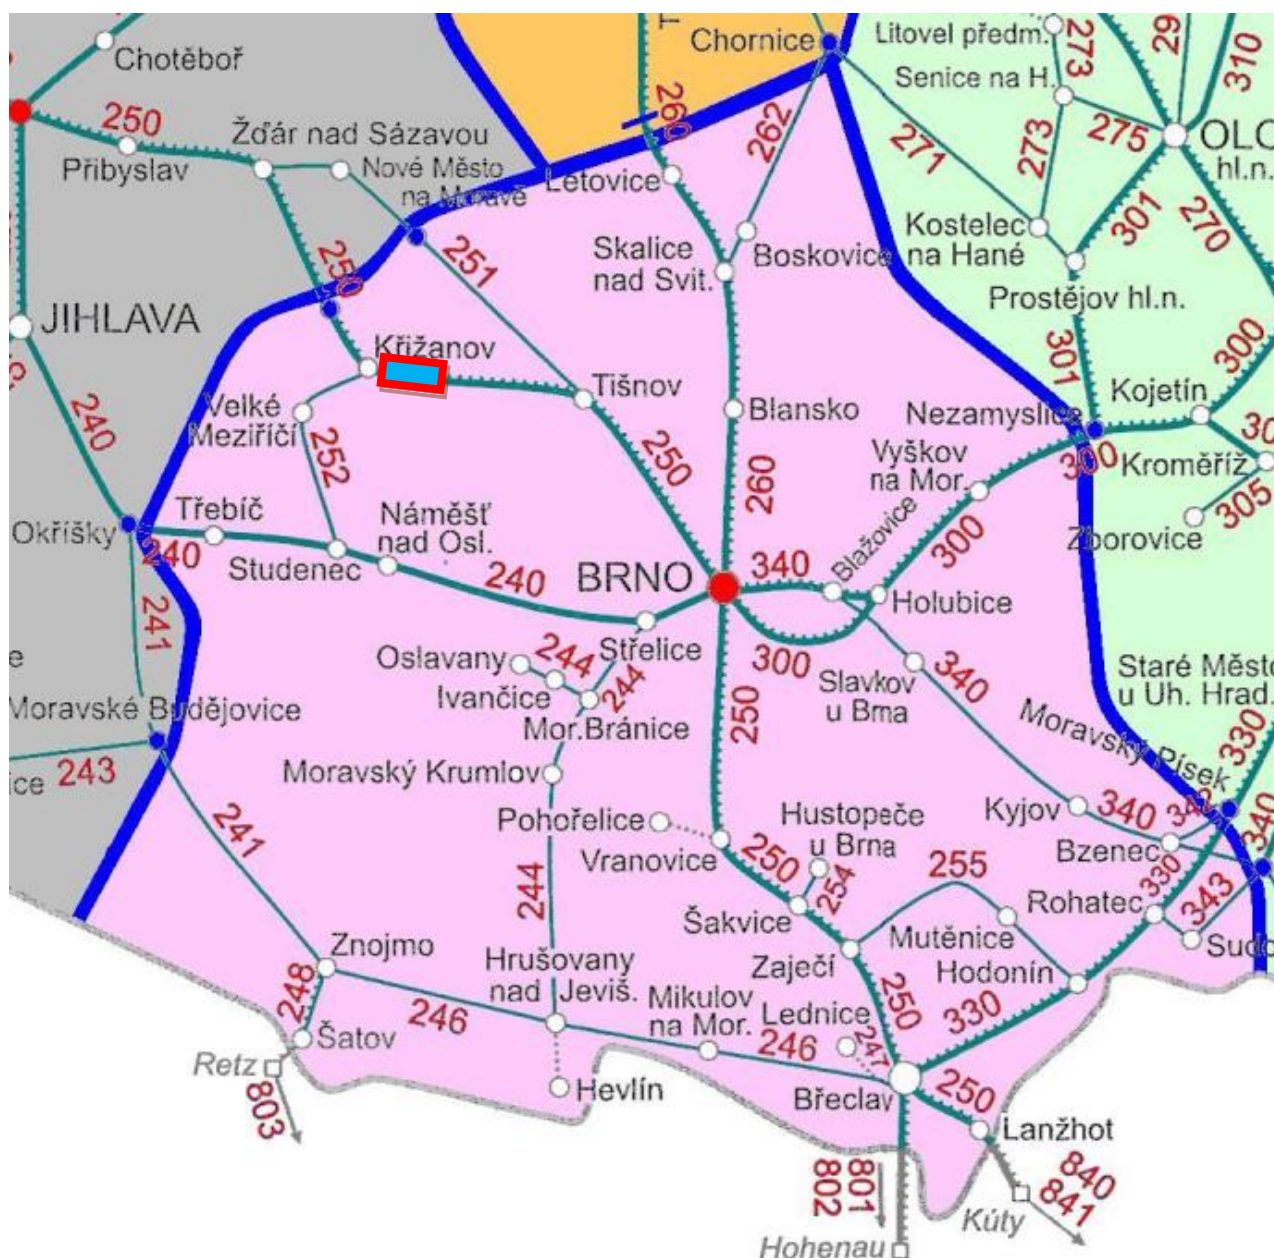 Chotěboř
250
Přibyslav
Žďár nad Sázavou
Nové Město
na Moravě
260
Letovice
262
Chornice
271
Litovel předm.
273
Senice na H.
273
275
29
310
hl.n.
Kostelec
na Hané
301
270
Prostějov hl.n.
301
Skalice
nad Svit.
Boskovice
251
250
JIHLAVA
240
Křižanov
Velké
Meziříčí
252
Tišnov
250
Blansko
260
Nezamyslice
Kojetín
300
300
Kroměříž
305
Zborovice
Vyškov
na Mor.
300
Okříšky
240
Třebíč
Studenec
Náměšť
nad Osl.
240
BRNO
340
Blažovice
Holubice
300
Střelice
244
Oslavany
244
Ivančice
Mor.Bránice
241
Moravské Budějovice
243
241
Moravský Krumlov
244
250
Slavkov
u Brna
340
Staré Město
u Uh. Hrad.
330
Moravský Písek
340
Kyjov
340
342
Bzenec
Pohořelice
Vranovice
250
Hustopeče
u Brna
254
255
Šakvice
Zaječí
Mutěnice
Rohatec
330
343
Hodonín
330
Znojmo
248
Šatov
Retz
803
246
Hrušovany
nad Jeviš.
Hevlín
Mikulov
na Mor.
246
Lednice
247
250
Břeclav
250
Lanžhot
801
802
840
841
Kúty
Hohenau